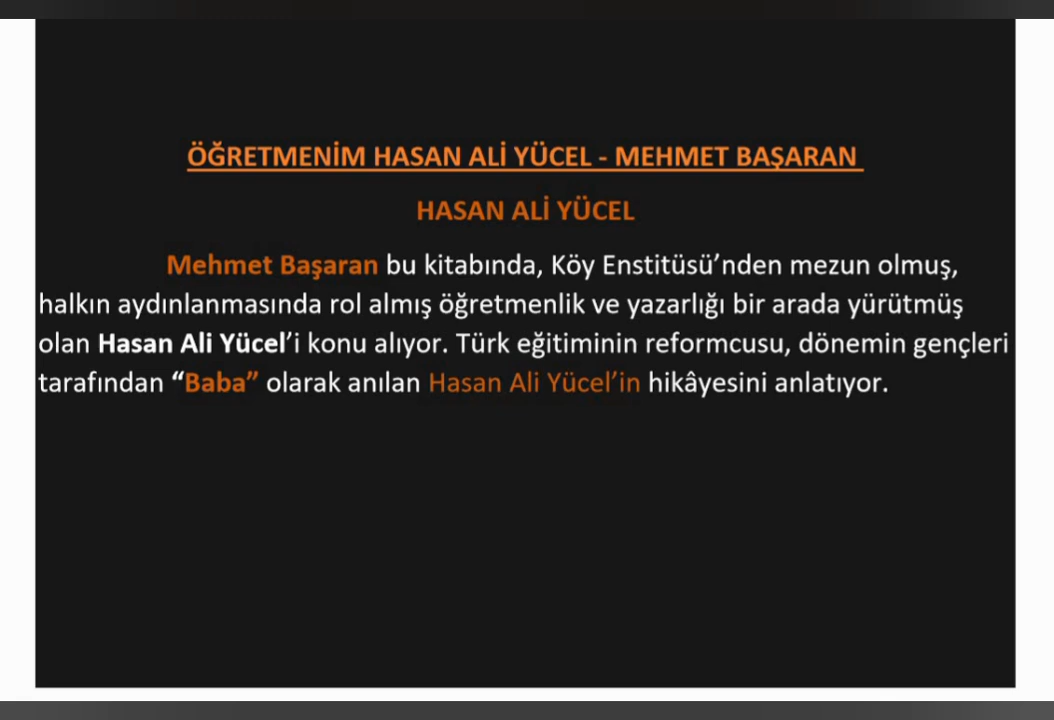 ÖĞRETMENİM HASAN ALİ YÜCEL - MEHMET BAŞARAN
HASAN ALİ YÜCEL
Mehmet Başaran bu kitabında, Köy Enstitüsü’nden mezun olmuş,
halkın aydınlanmasında rol almış öğretmenlik ve yazarlığı bir arada yürütmüş
olan Hasan Ali Yücel’i konu alıyor. Türk eğitiminin reformcusu, dönemin gençleri
tarafından “Baba” olarak anılan Hasan Ali Yücel’in hikâyesini anlatıyor.